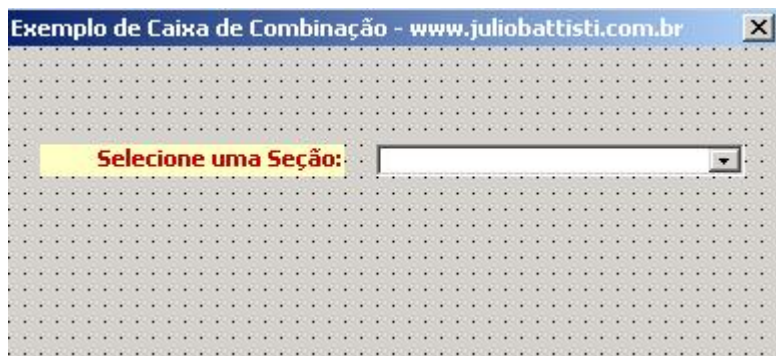 Exemplo de Caixa de Combinação - www.juliobattisti.com.br
Selecione uma Seção: